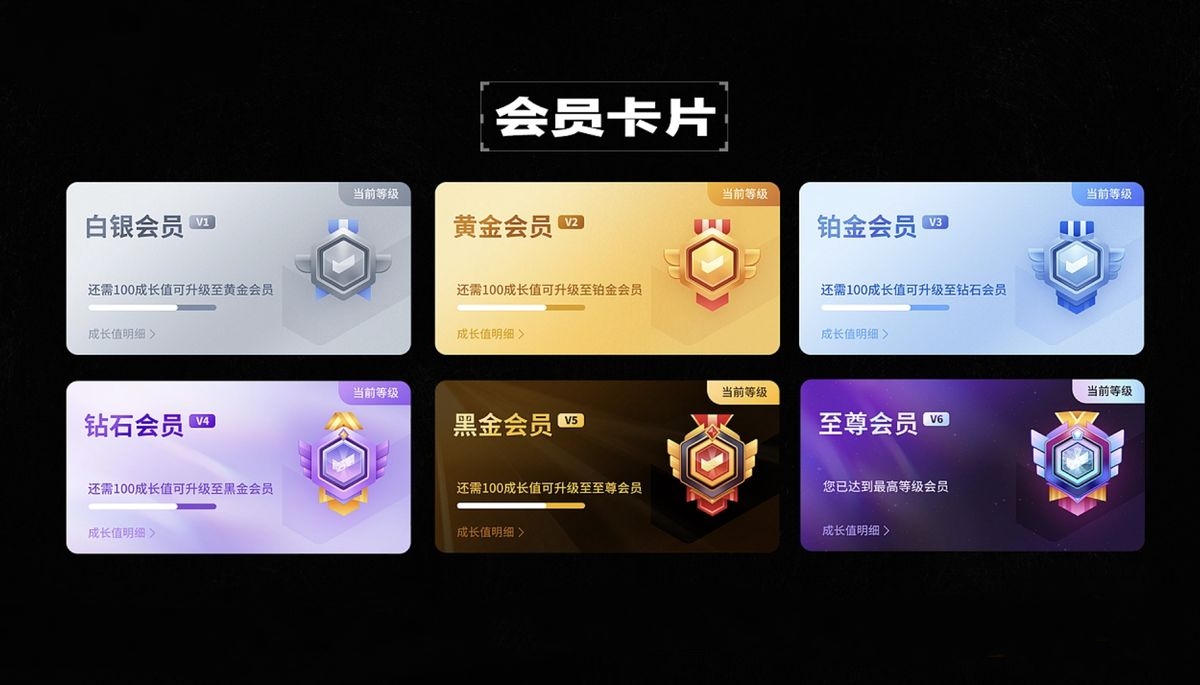 会员卡片
当前等级
白银会员 V1
还需100成长值可升级至黄金会员
成长值明细 >
当前等级
黄金会员 V2
还需100成长值可升级至铂金会员
成长值明细 >
当前等级
铂金会员 V3
还需100成长值可升级至钻石会员
成长值明细 >
当前等级
钻石会员 V4
还需100成长值可升级至黑金会员
成长值明细 >
当前等级
黑金会员 V5
还需100成长值可升级至至尊会员
成长值明细 >
当前等级
至尊会员 V6
您已达到最高等级会员
成长值明细 >